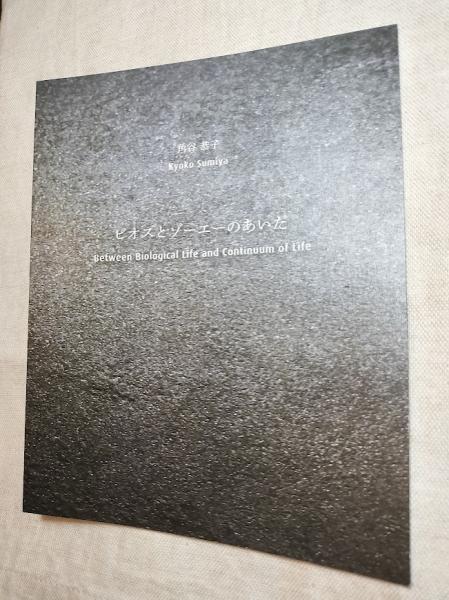 角谷 恭子
Kyoko Sumiya
ビオスとゾーエーのあいだ
Between Biological Life and Continuum of Life